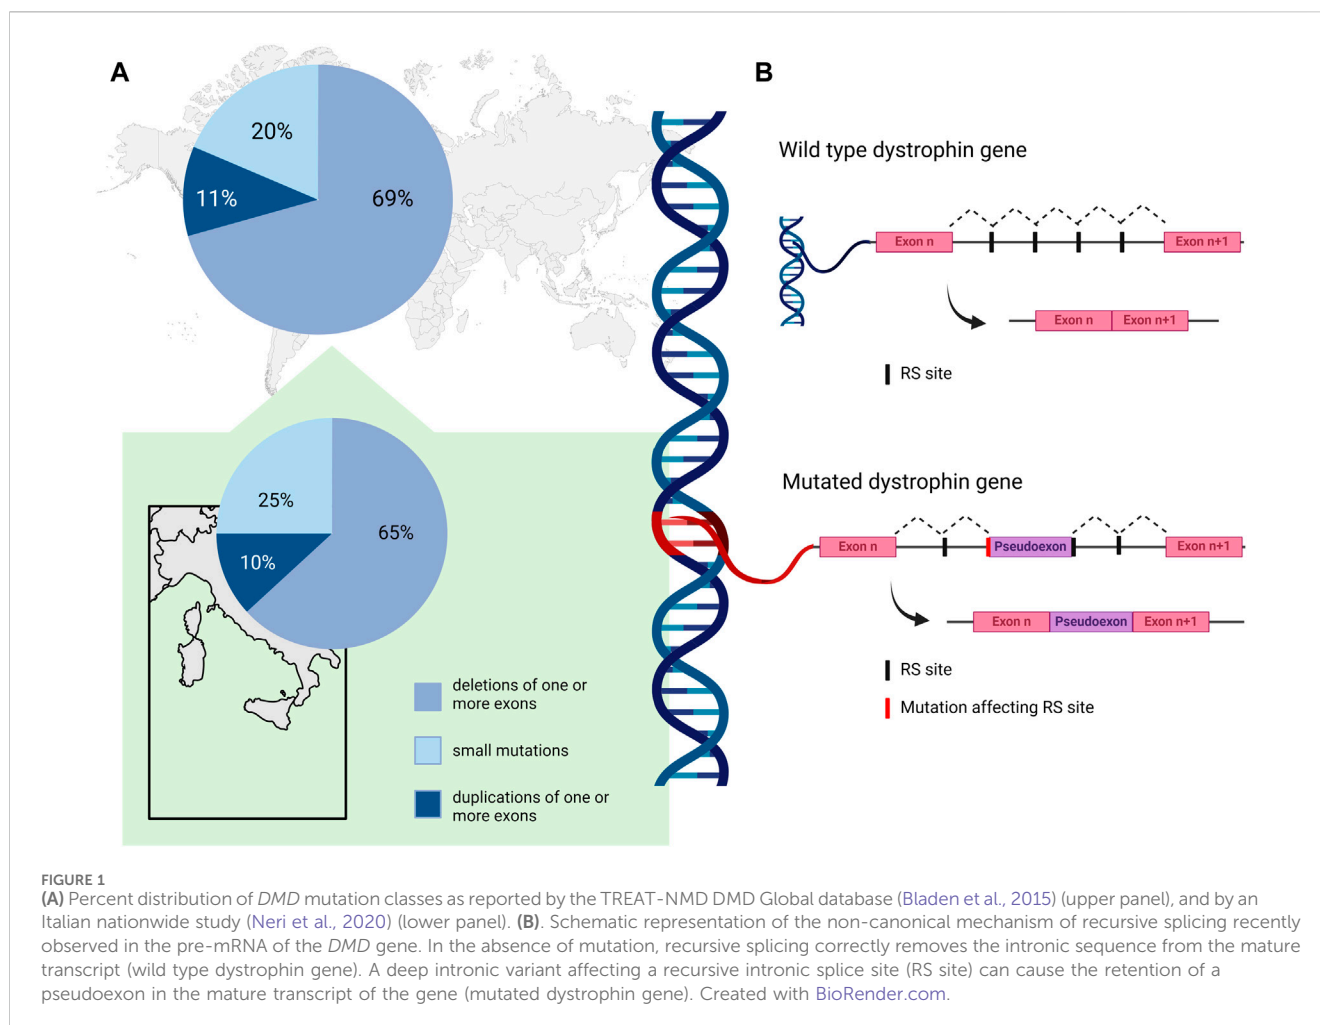 A
20%
11%
69%
25%
10%
65%
deletions of one or
more exons
small mutations
duplications of one or
more exons
B
Wild type dystrophin gene
Exon n
Exon n+1
Exon n
Exon n+1
RS site
Mutated dystrophin gene
Exon n
Pseudoexon
Exon n+1
Exon n
Pseudoexon
Exon n+1
RS site
Mutation affecting RS site
FIGURE 1
(A) Percent distribution of DMD mutation classes as reported by the TREAT-NMD DMD Global database (Bladen et al., 2015) (upper panel), and by an
Italian nationwide study (Neri et al., 2020) (lower panel). (B). Schematic representation of the non-canonical mechanism of recursive splicing recently
observed in the pre-mRNA of the DMD gene. In the absence of mutation, recursive splicing correctly removes the intronic sequence from the mature
transcript (wild type dystrophin gene). A deep intronic variant affecting a recursive intronic splice site (RS site) can cause the retention of a
pseudoexon in the mature transcript of the gene (mutated dystrophin gene). Created with BioRender.com.